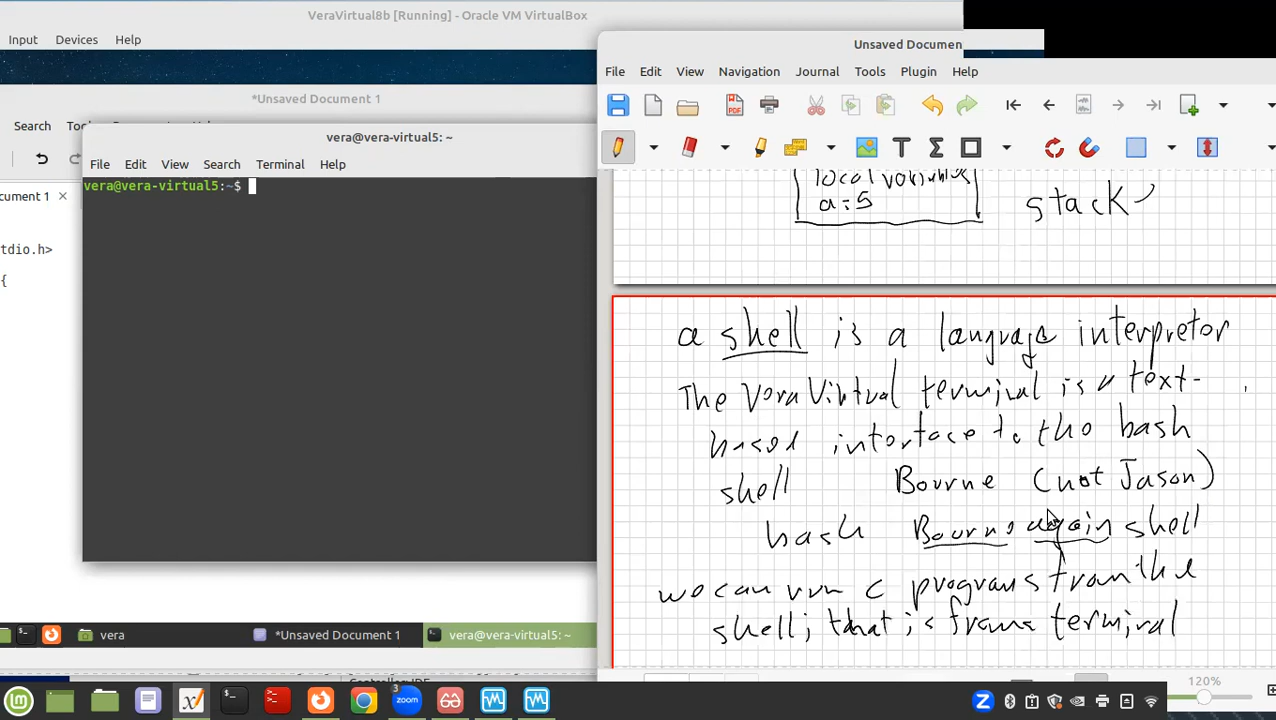 VeraVirtual8b [Running] - Oracle VM VirtualBox
Input Devices Help
*Unsaved Document 1
Search
cument 1
tdio.h>
{
vera@vera-virtual5: ~
File Edit View Search Terminal Help
vera@vera-virtual5:~$
vera
*Unsaved Document 1
vera@vera-virtual5: ~
Unsaved Documen
File Edit View Navigation Journal Tools Plugin Help
local
a=5
stack
a shell is a language interpretor
The Vera Virtual terminal is a text-
based interface to the bash
shell Bourne (not Jason)
bash Bourne again shell
we can run C programs from the
shell; that is from a terminal
120%
zoom